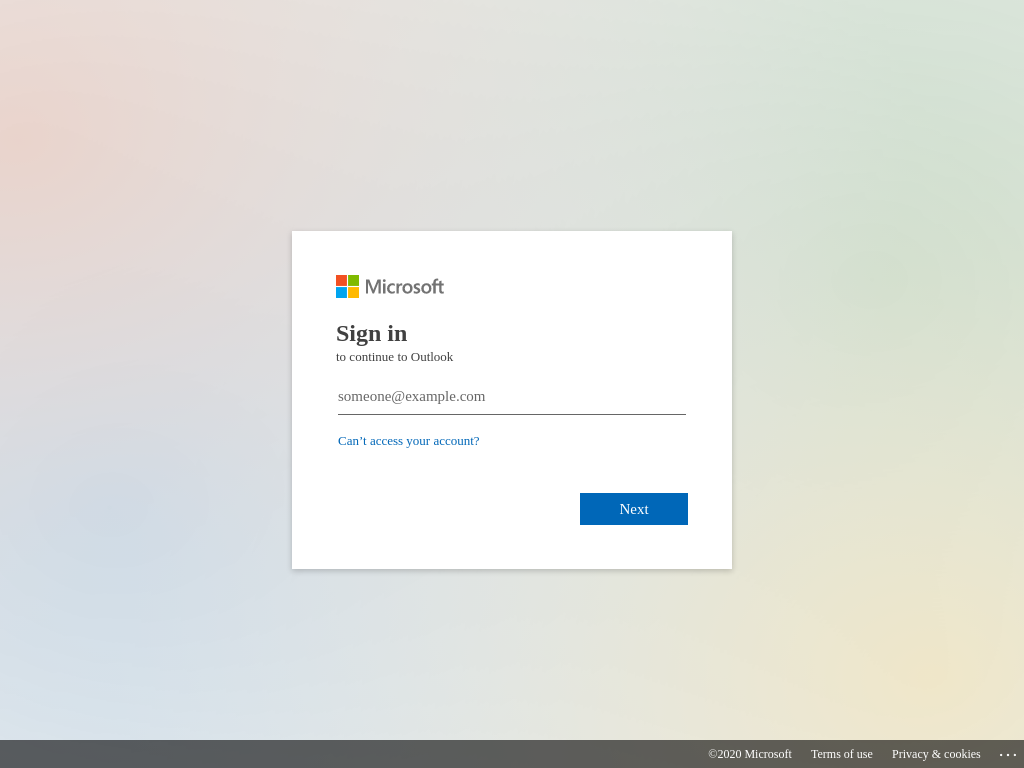 Microsoft
Sign in
to continue to Outlook
someone@example.com
Can’t access your account?
Next
©2020 Microsoft Terms of use Privacy & cookies ...